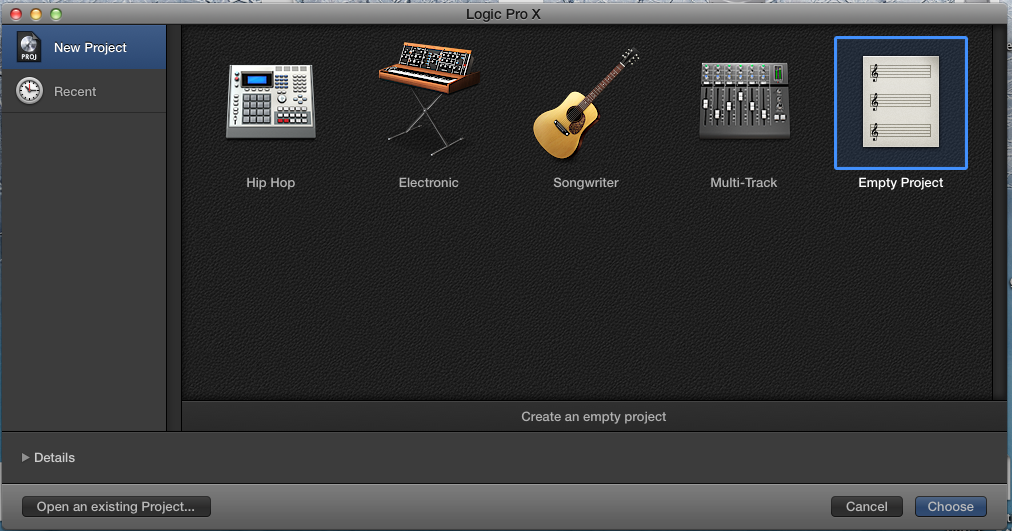 Logic Pro X
PROJ
New Project
Recent
Hip Hop
Electronic
Songwriter
Multi-Track
Empty Project
Create an empty project
Details
Open an existing Project...
Cancel
Choose